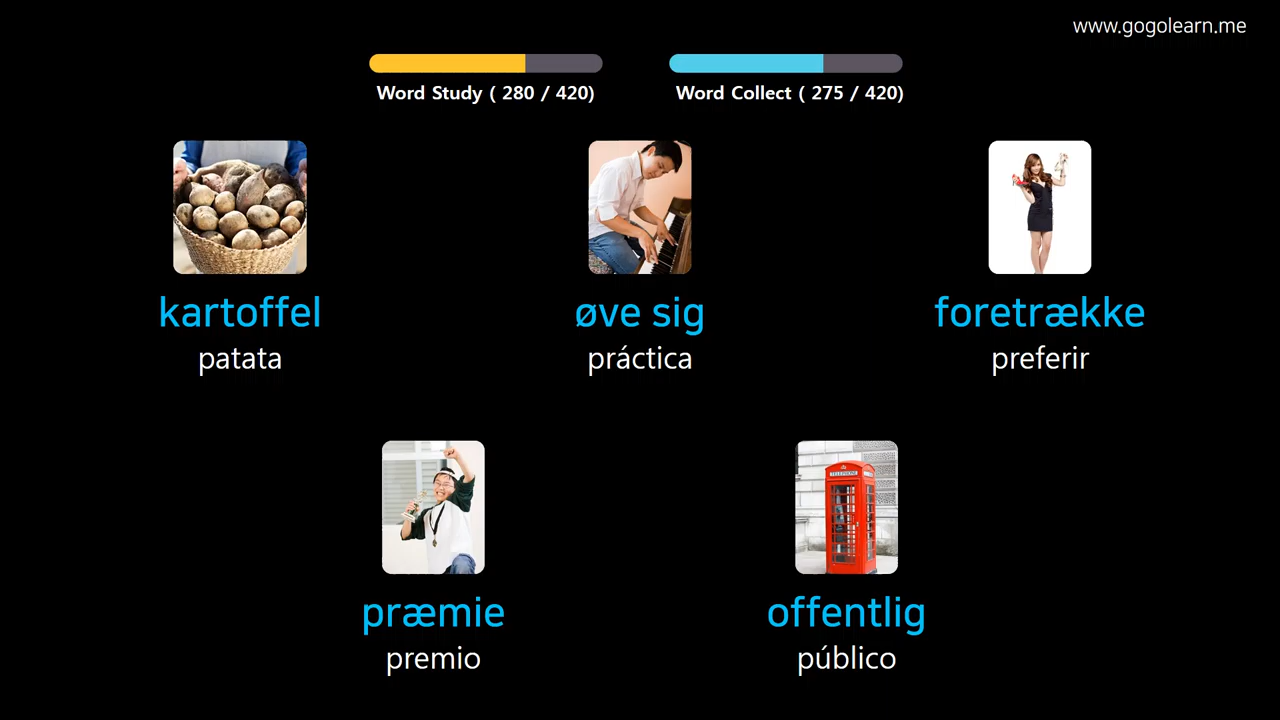 www.gogolearn.me
Word Study ( 280 / 420)
Word Collect ( 275 / 420)
kartoffel
patata
øve sig
práctica
foretrække
preferir
præmie
premio
TELEPHONE
offentlig
público